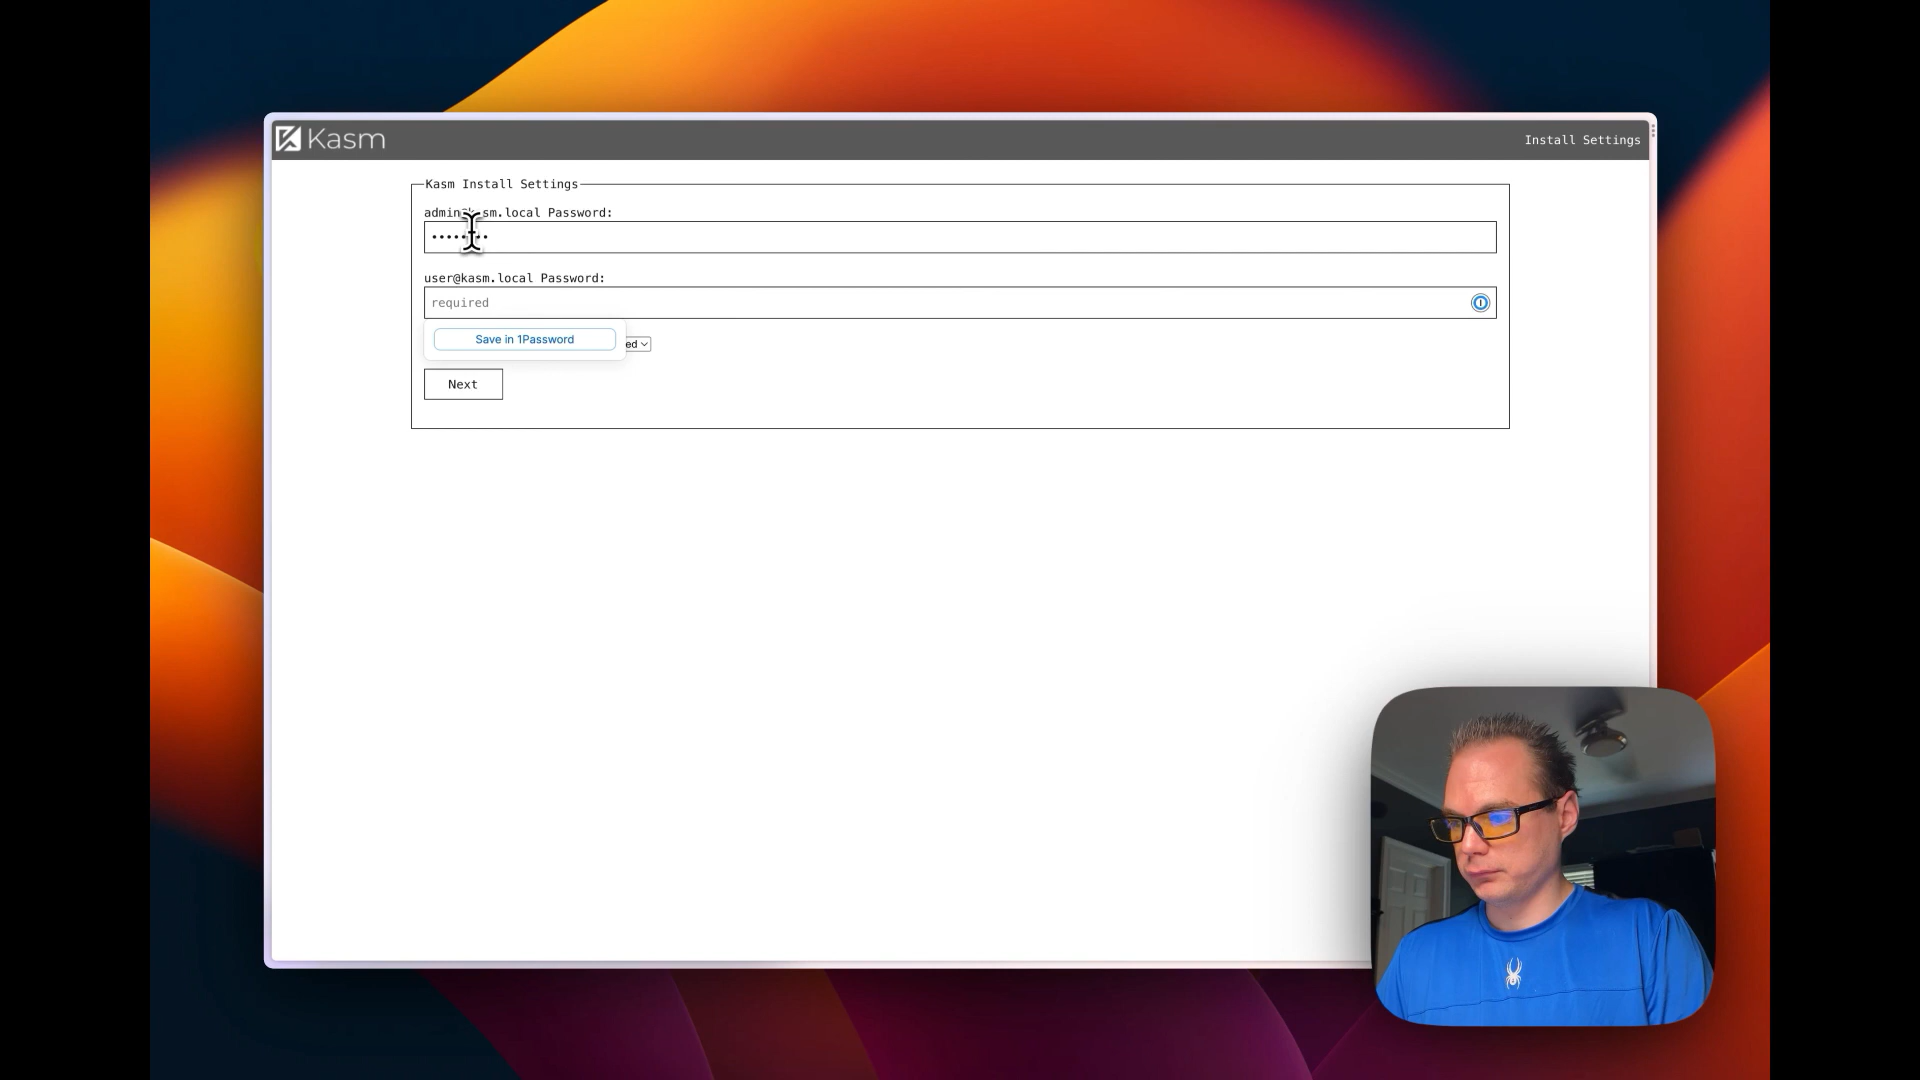 Kasm
Install Settings
Kasm Install Settings
sm.local Password:
••••••••
user@kasm.local Password:
required
Save in 1Password
ed
Next